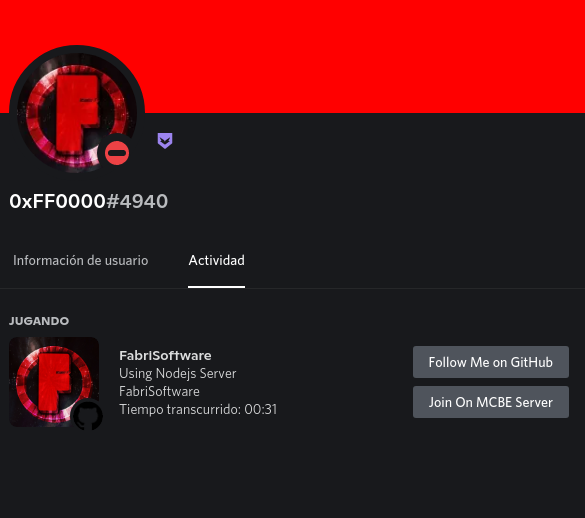 F
0xFF0000#4940
Información de usuario
Actividad
JUGANDO
F
FabriSoftware
Using Nodejs Server
FabriSoftware
Tiempo transcurrido: 00:31
Follow Me on GitHub
Join On MCBE Server